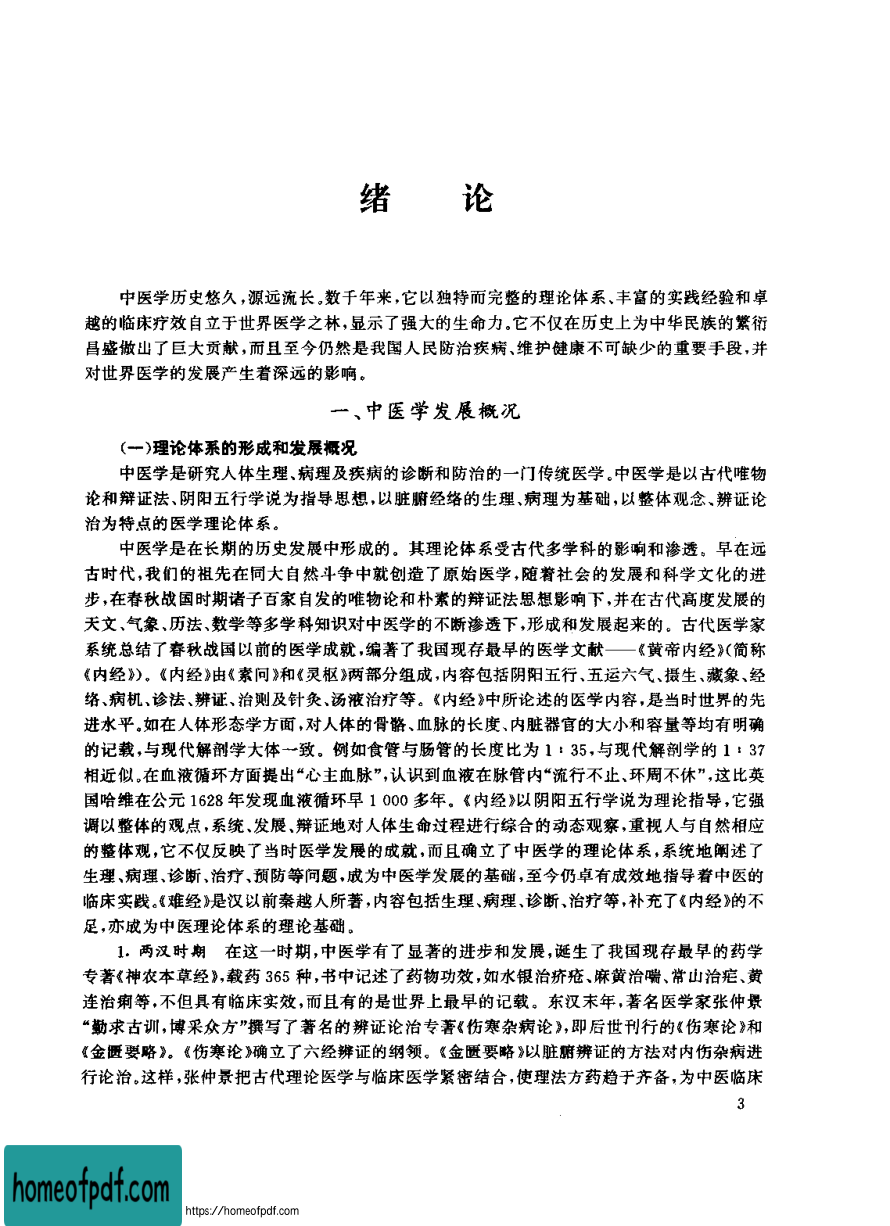 绪 论
中医学历史悠久,源远流长。数千年来,它以独特而完整的理论体系、丰富的实践经验和卓
越的临床疗效自立于世界医学之林,显示了强大的生命力。它不仅在历史上为中华民族的繁衍
昌盛做出了巨大贡献,而且至今仍然是我国人民防治疾病、维护健康不可缺少的重要手段,并
对世界医学的发展产生着深远的影响。
一、中医学发展概况
(一)理论体系的形成和发展概况
中医学是研究人体生理、病理及疾病的诊断和防治的一门传统医学。中医学是以古代唯物
论和辩证法、阴阳五行学说为指导思想,以脏腑经络的生理、病理为基础,以整体观念、辨证论
治为特点的医学理论体系。
中医学是在长期的历史发展中形成的。其理论体系受古代多学科的影响和渗透。早在远
古时代,我们的祖先在同大自然斗争中就创造了原始医学,随着社会的发展和科学文化的进
步,在春秋战国时期诸子百家自发的唯物论和朴素的辩证法思想影响下,并在古代高度发展的
天文、气象、历法、数学等多学科知识对中医学的不断渗透下,形成和发展起来的。古代医学家
系统总结了春秋战国以前的医学成就,编著了我国现存最早的医学文献——《黄帝内经》(简称
《内经》)。《内经》由《素问》和《灵枢》两部分组成,内容包括阴阳五行、五运六气、摄生、藏象、经
络、病机、诊法、辨证、治则及针灸、汤液治疗等。《内经》中所论述的医学内容,是当时世界的先
进水平。如在人体形态学方面,对人体的骨骼、血脉的长度、内脏器官的大小和容量等均有明确
的记载,与现代解剖学大体一致。例如食管与肠管的长度比为 1∶35,与现代解剖学的 1∶37
相近似。在血液循环方面提出“心主血脉”,认识到血液在脉管内“流行不止、环周不休”,这比英
国哈维在公元 1628 年发现血液循环早 1 000 多年。《内经》以阴阳五行学说为理论指导,它强
调以整体的观点,系统、发展、辩证地对人体生命过程进行综合的动态观察,重视人与自然相应
的整体观,它不仅反映了当时医学发展的成就,而且确立了中医学的理论体系,系统地阐述了
生理、病理、诊断、治疗、预防等问题,成为中医学发展的基础,至今仍卓有成效地指导着中医的
临床实践。《难经》是汉以前秦越人所著,内容包括生理、病理、诊断、治疗等,补充了《内经》的不
足,亦成为中医理论体系的理论基础。
1. 两汉时期 在这一时期,中医学有了显著的进步和发展,诞生了我国现存最早的药学
专著《神农本草经》,载药 365 种,书中记述了药物功效,如水银治疥疮、麻黄治喘、常山治疟、黄
连治痢等,不但具有临床实效,而且有的是世界上最早的记载。东汉末年,著名医学家张仲景
“勤求古训,博采众方”撰写了著名的辨证论治专著《伤寒杂病论》,即后世刊行的《伤寒论》和
《金匮要略》。《伤寒论》确立了六经辨证的纲领。《金匮要略》以脏腑辨证的方法对内伤杂病进
行论治。这样,张仲景把古代理论医学与临床医学紧密结合,使理法方药趋于齐备,为中医临床
3
homeofpdf.com
https://homeofpdf.com